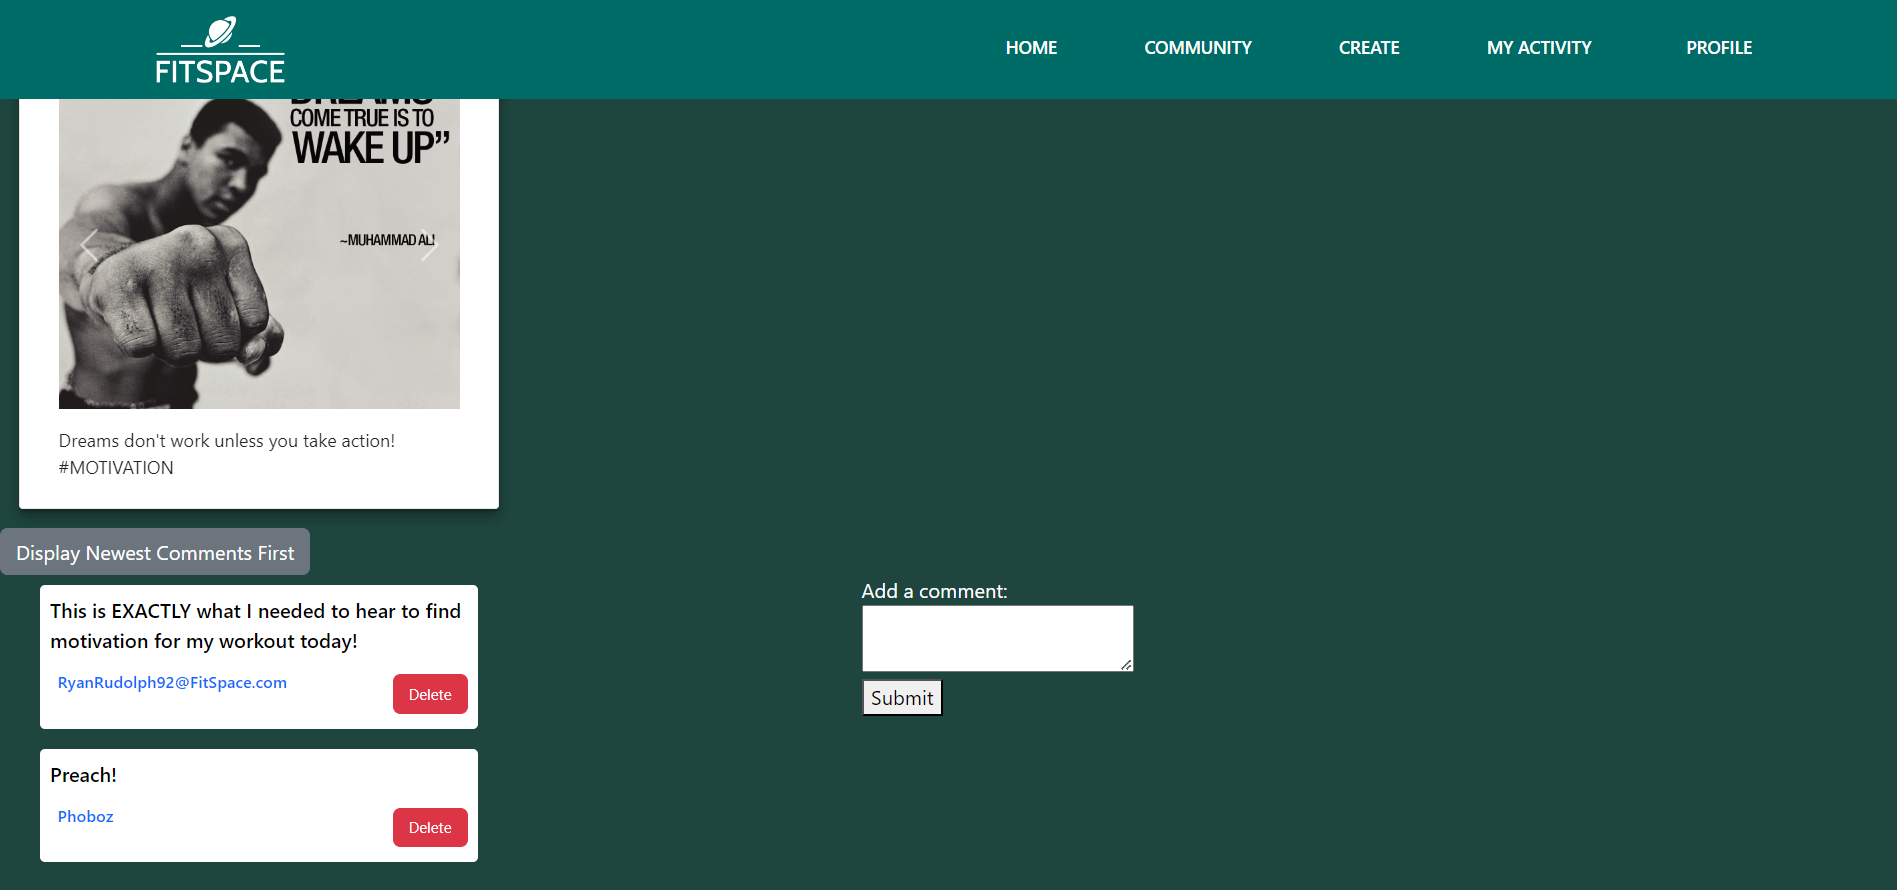 FITSPACE
HOME
COMMUNITY
CREATE
MY ACTIVITY
PROFILE
DREAMS
COME TRUE IS TO
WAKE UP”
~MUHAMMAD ALI
Dreams don't work unless you take action!
#MOTIVATION
Display Newest Comments First
This is EXACTLY what I needed to hear to find
motivation for my workout today!
RyanRudolph92@FitSpace.com
Delete
Preach!
Phoboz
Delete
Add a comment:
Submit